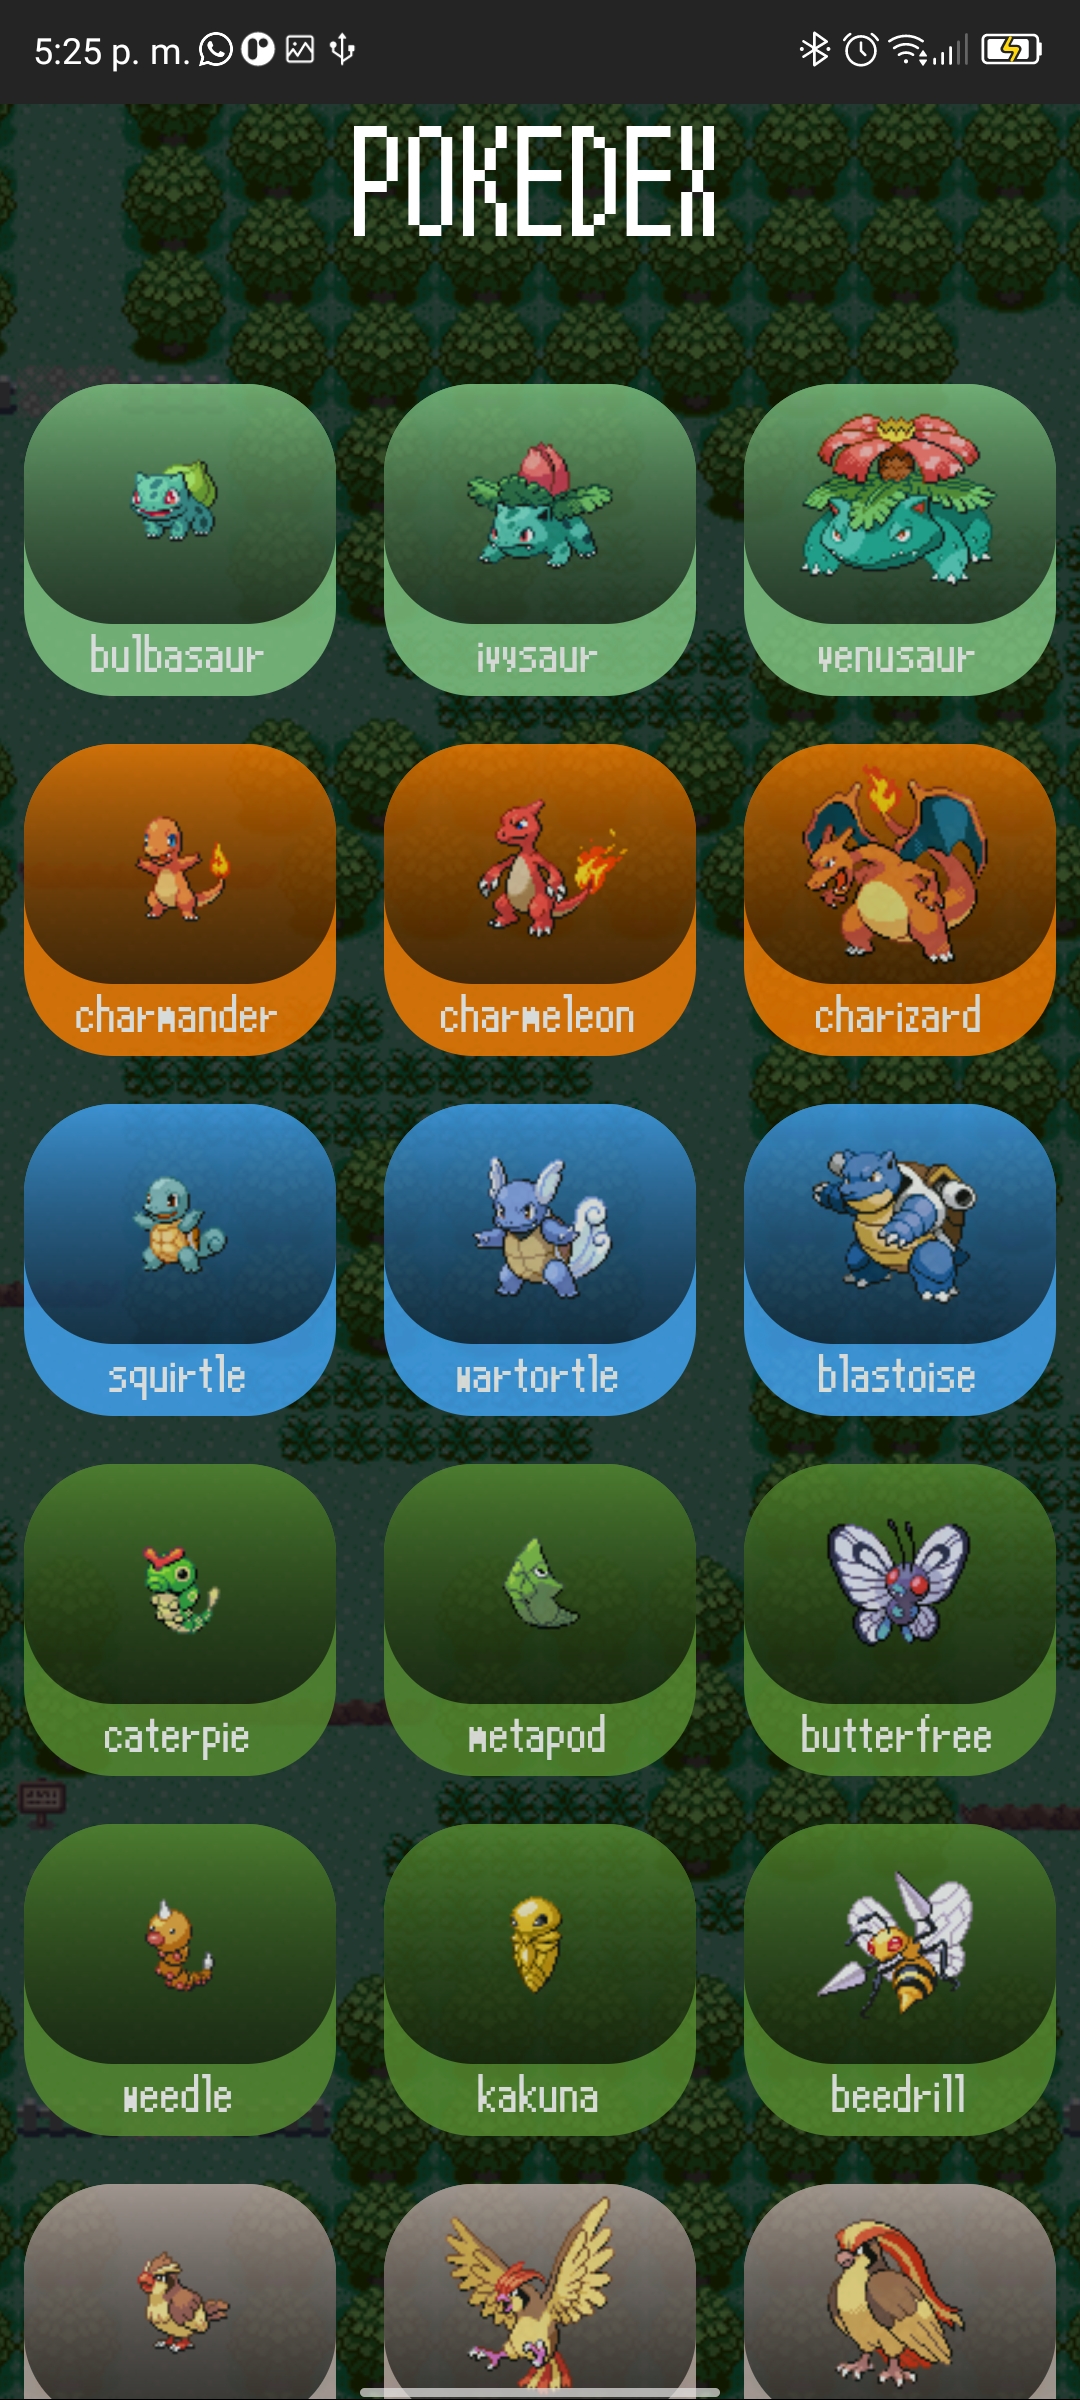 5:25 p. m.
POKEDEX
bulbasaur
ivysaur
venusaur
charmander
charmeleon
charizard
squirtle
wartortle
blastoise
caterpie
metapod
butterfree
weedle
kakuna
beedrill